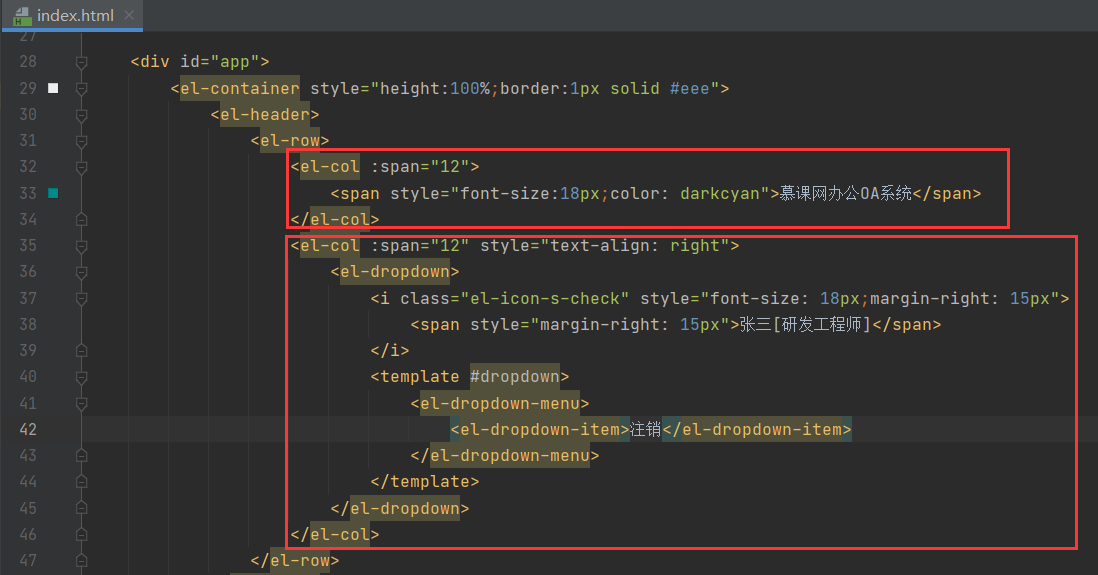 index.html
27
28 <div id="app">
29 <el-container style="height:100%;border:1px solid #eee">
30 <el-header>
31 <el-row>
32 <el-col :span="12">
33 <span style="font-size:18px;color: darkcyan">慕课网办公OA系统</span>
34 </el-col>
35 <el-col :span="12" style="text-align: right">
36 <el-dropdown>
37 <i class="el-icon-s-check" style="font-size: 18px;margin-right: 15px">
38 <span style="margin-right: 15px">张三[研发工程师]</span>
39 </i>
40 <template #dropdown>
41 <el-dropdown-menu>
42 <el-dropdown-item>注销</el-dropdown-item>
43 </el-dropdown-menu>
44 </template>
45 </el-dropdown>
46 </el-col>
47 </el-row>